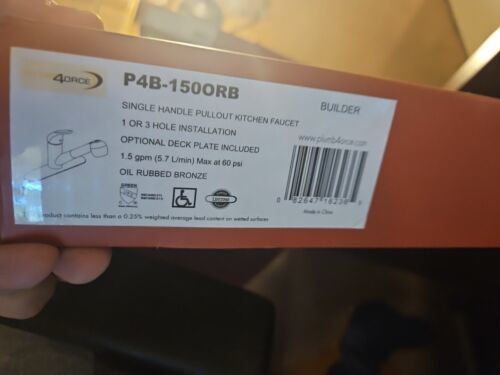 4ORCE
P4B-150ORB
BUILDER
SINGLE HANDLE PULLOUT KITCHEN FAUCET
1 OR 3 HOLE INSTALLATION
www.plumb4orce.com
OPTIONAL DECK PLATE INCLUDED
1.5 gpm (5.7 L/min) Max at 60 psi
OIL RUBBED BRONZE
LIFETIME
Made in China
product contains less than a 0.25% weighted average lead content on wetted surfaces